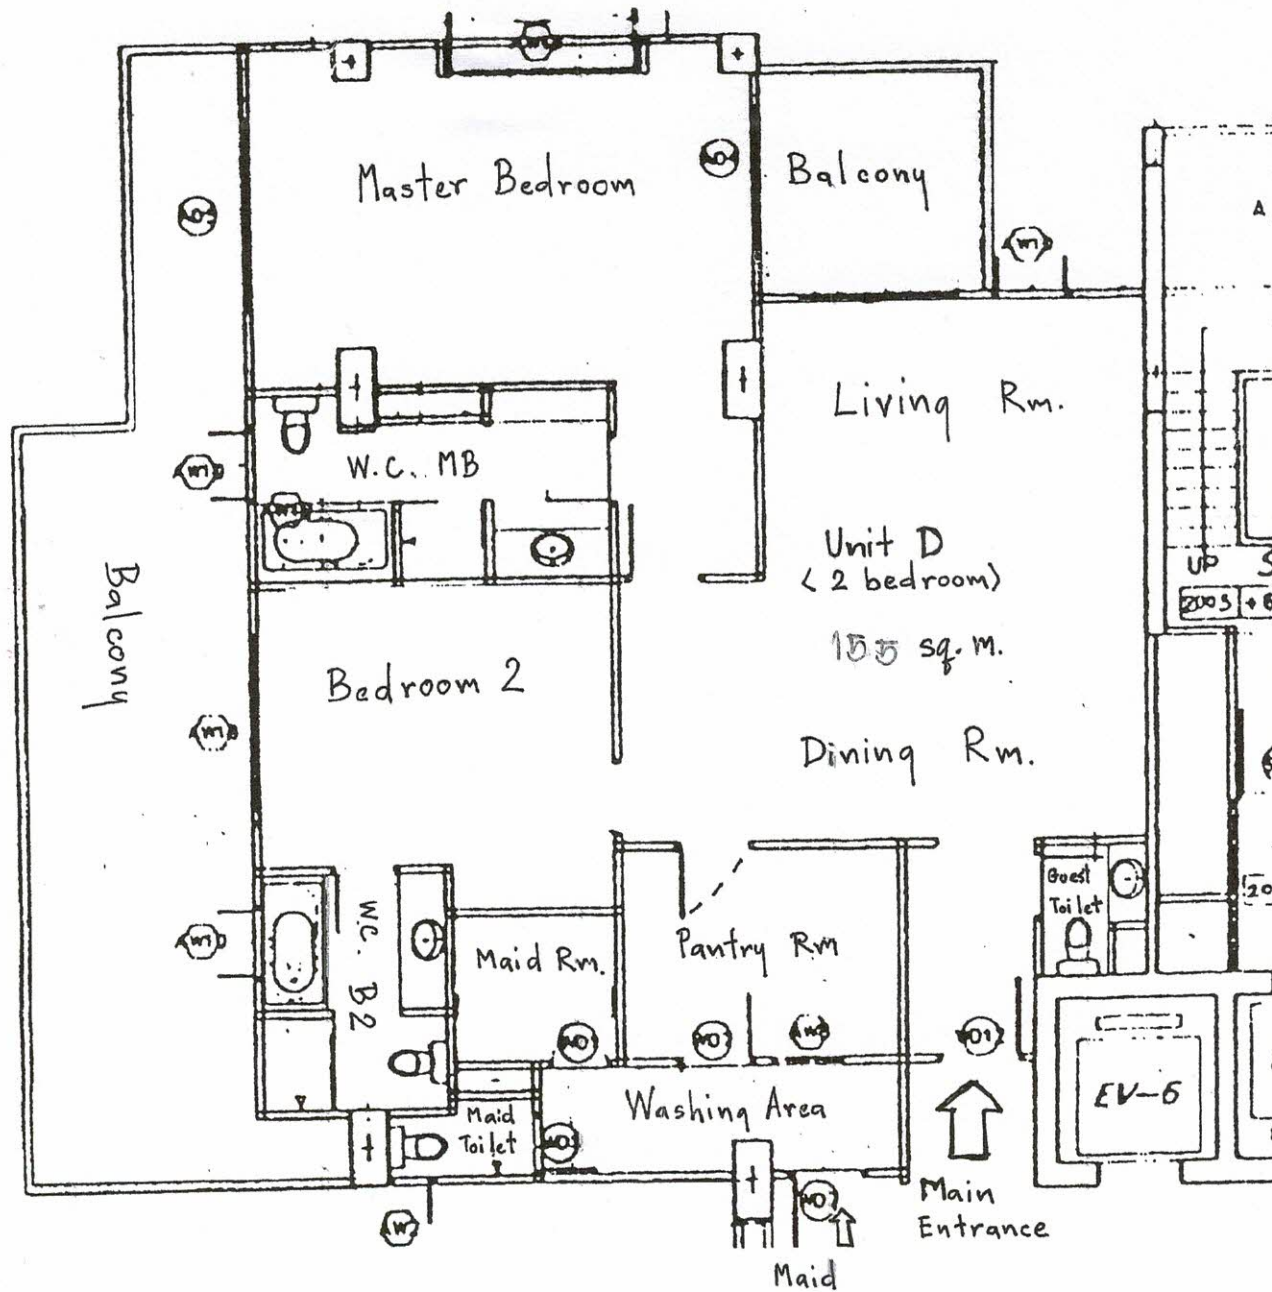 Master Bedroom
Balcony
A
Living Rm.
W.C. MB
Unit D
( 2 bedroom)
155 sq. m.
UP
Balcony
Bedroom 2
Dining Rm.
Guest
Toilet
W.C. B2
Maid Rm.
Pantry Rm
EV-6
Washing Area
Maid
Toilet
Main
Entrance
Maid